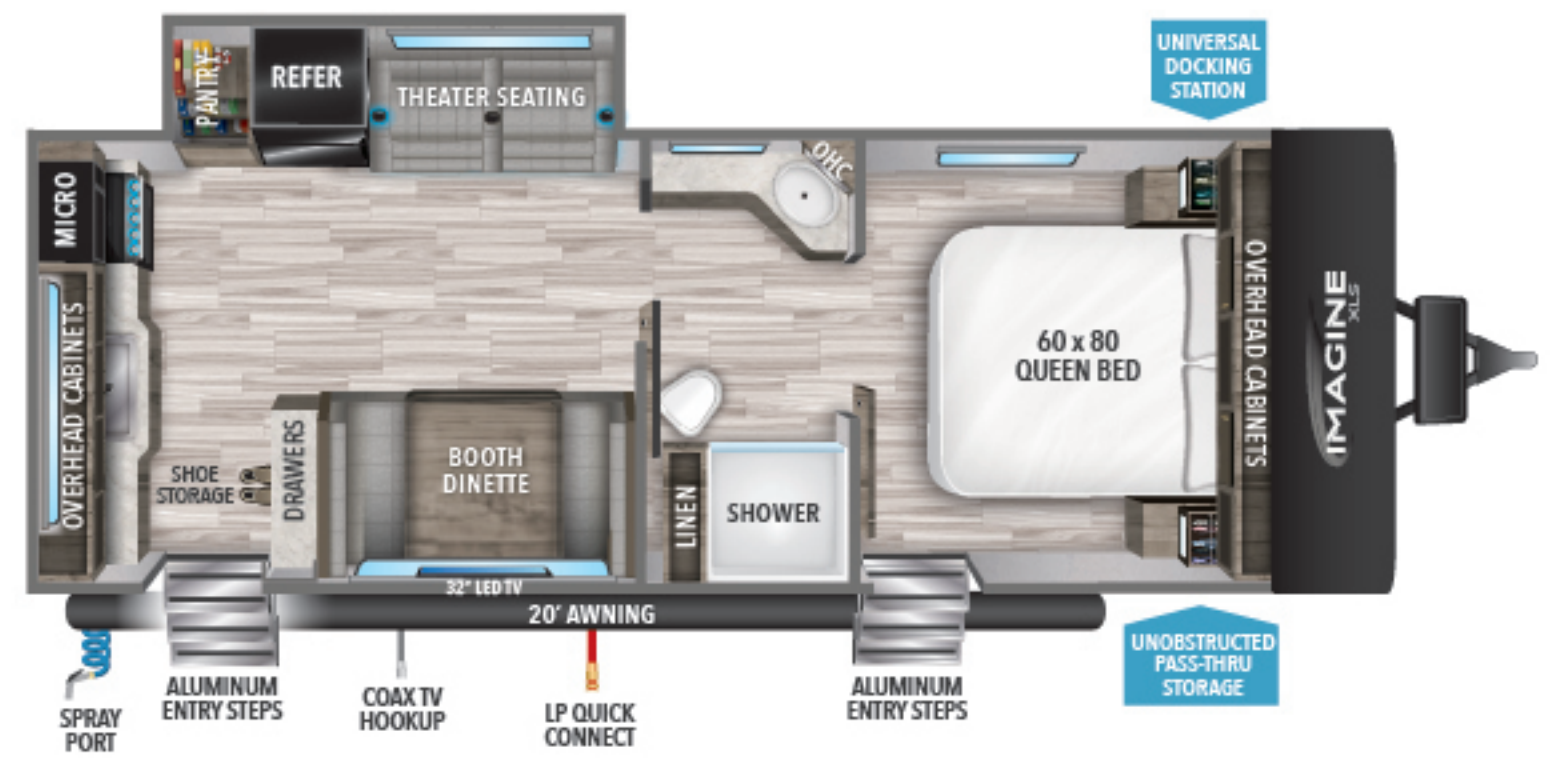 UNIVERSAL
DOCKING
STATION
PANTRY
REFER
THEATER SEATING
OHC
MICRO
OVERHEAD CABINETS
60 x 80
QUEEN BED
OVERHEAD CABINETS
IMAGINE
XLS
SHOE
STORAGE
DRAWERS
BOOTH
DINETTE
LINEN
SHOWER
32" LED TV
20' AWNING
UNOBSTRUCTED
PASS-THRU
STORAGE
ALUMINUM
ENTRY STEPS
COAX TV
HOOKUP
ALUMINUM
ENTRY STEPS
SPRAY
PORT
LP QUICK
CONNECT